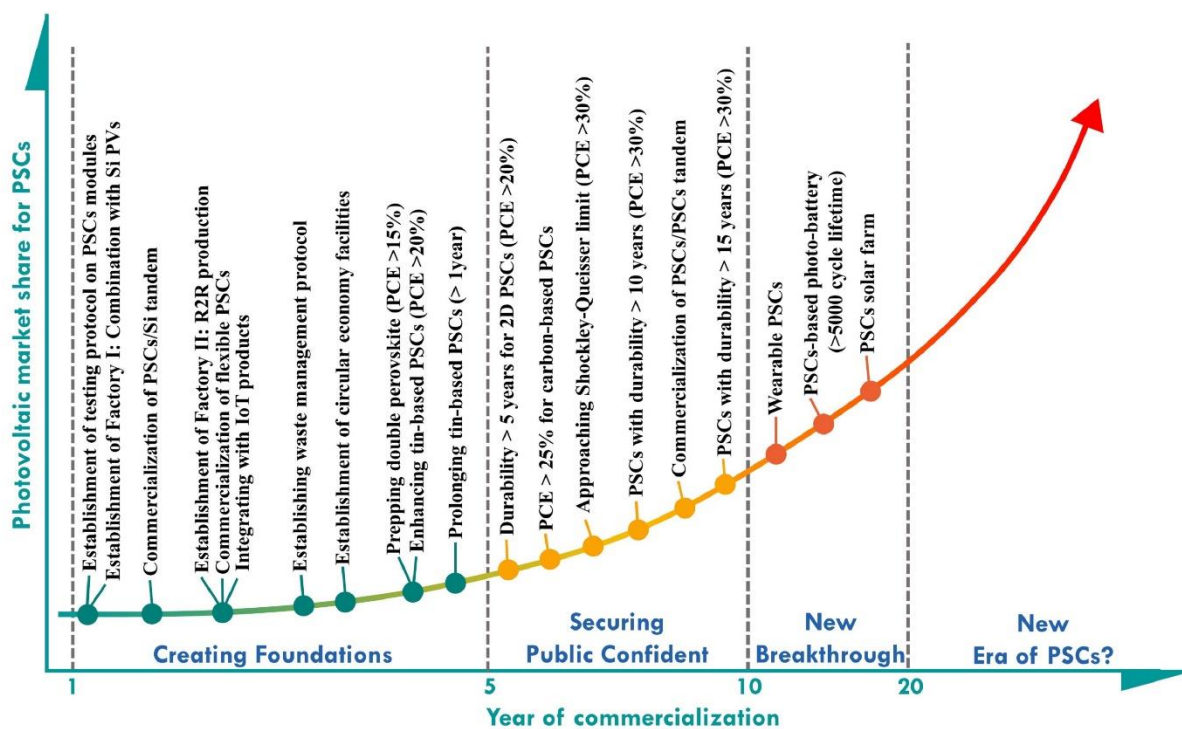 Photovoltaic market share for PSCs
Establishment of testing protocol on PSCs modules
Establishment of Factory I: Combination with Si PVs
Commercialization of PSCs/Si tandem
Establishment of Factory II: R2R production
Commercialization of flexible PSCs
Integrating with IoT products
Establishing waste management protocol
Establishment of circular economy facilities
Prepping double perovskite (PCE >15%)
Enhancing tin-based PSCs (PCE >20%)
Prolonging tin-based PSCs (> 1year)
Durability > 5 years for 2D PSCs (PCE >20%)
PCE > 25% for carbon-based PSCs
Approaching Shockley-Queisser limit (PCE >30%)
PSCs with durability > 10 years (PCE >30%)
Commercialization of PSCs/PSCs tandem
PSCs with durability > 15 years (PCE >30%)
Wearable PSCs
PSCs-based photo-battery
(>5000 cycle lifetime)
PSCs solar farm
Creating Foundations
Securing
Public Confident
New
Breakthrough
New
Era of PSCs?
1
5
10
20
Year of commercialization